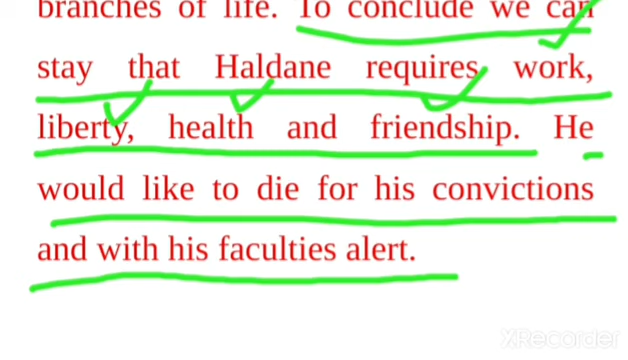 branches of life. To conclude we can
stay that Haldane requires work,
liberty, health and friendship. He
would like to die for his convictions
and with his faculties alert.
XRecorder